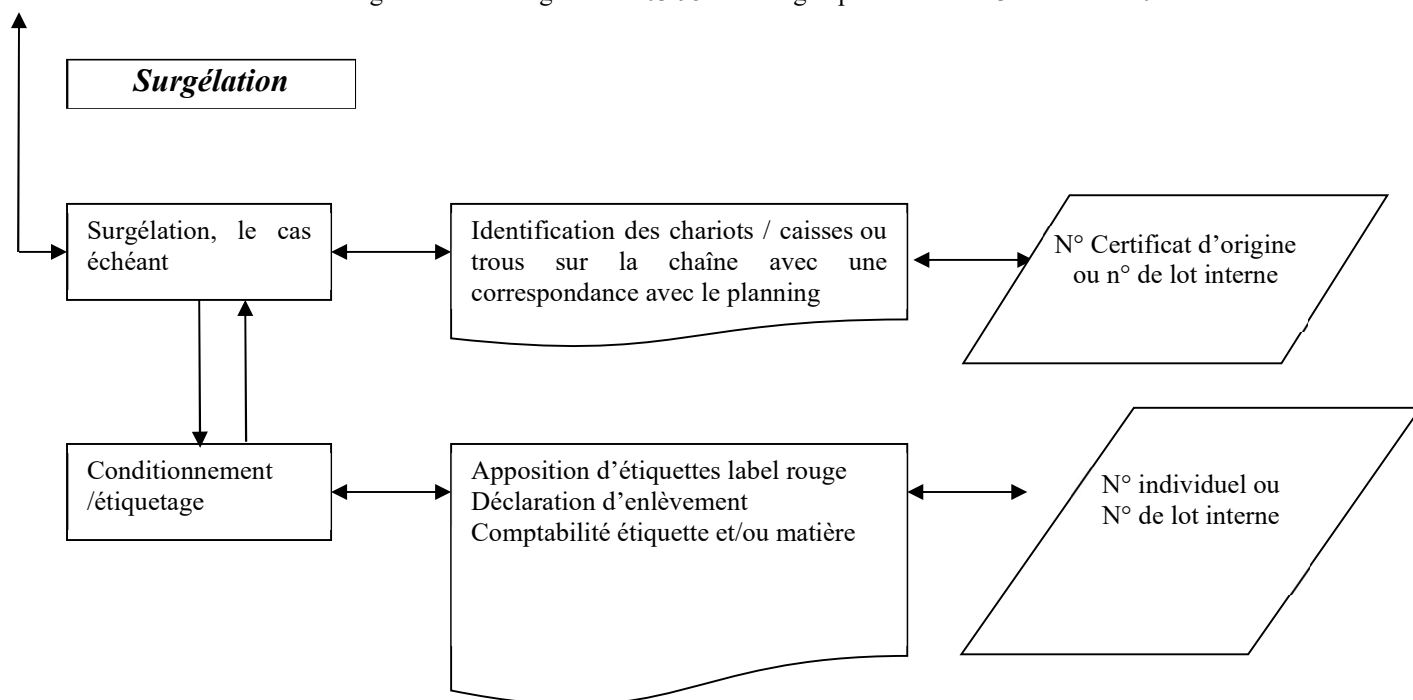 Surgélation
Surgélation, le cas
échéant
Identification des chariots / caisses ou
trous sur la chaîne avec une
correspondance avec le planning
N° Certificat d’origine
ou n° de lot interne
Conditionnement
/étiquetage
Apposition d’étiquettes label rouge
Déclaration d’enlèvement
Comptabilité étiquette et/ou matière
N° individuel ou
N° de lot interne